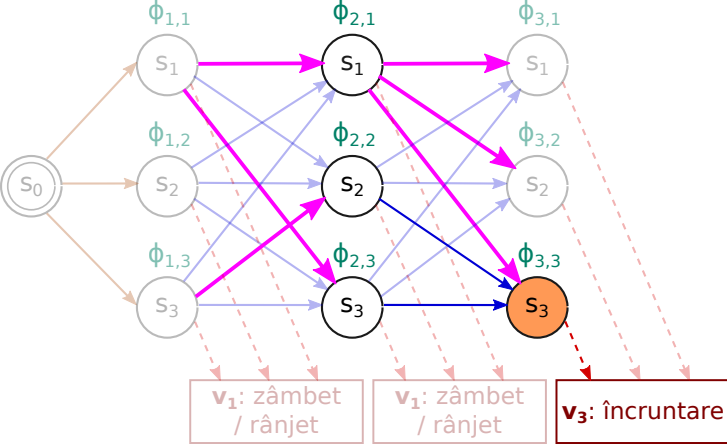 ϕ1,1 ϕ2,1 ϕ3,1
s1 s1 s1
ϕ1,2 ϕ2,2 ϕ3,2
s0 s2 s2 s2
ϕ1,3 ϕ2,3 ϕ3,3
s3 s3 s3
v1: zâmbet v1: zâmbet
/ rânjet / rânjet
v3: încruntare